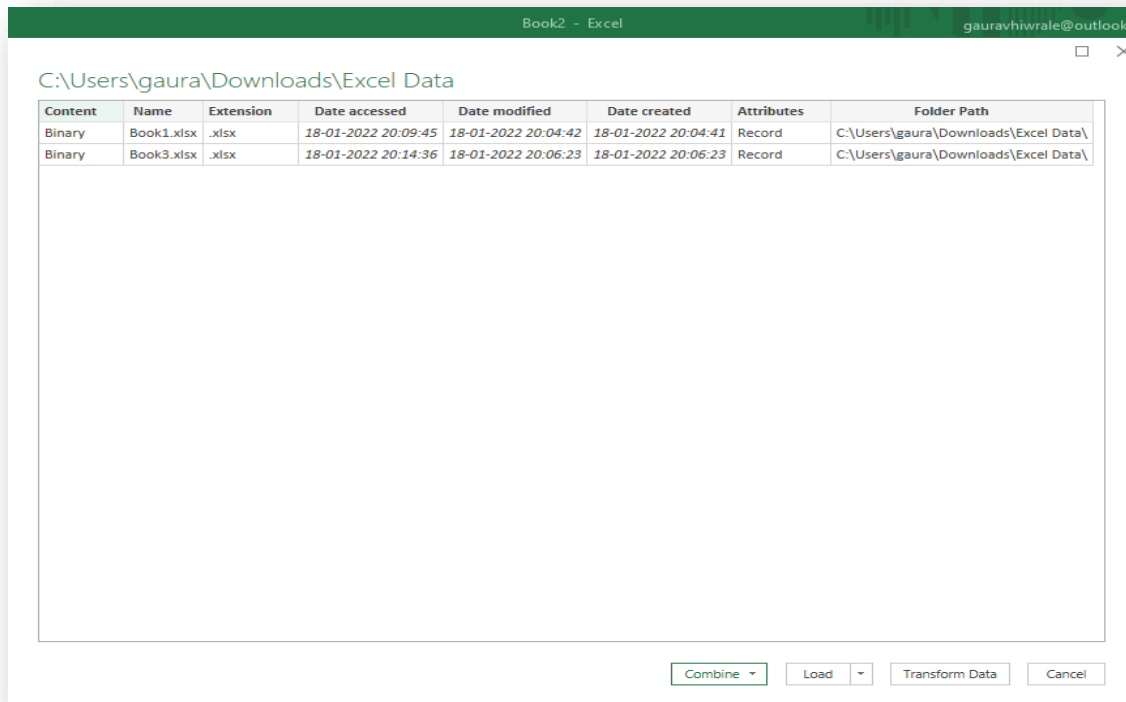 Book2 - Excel
gauravhiwrale@outlook
C:\Users\gaura\Downloads\Excel Data
Content Name Extension Date accessed Date modified Date created Attributes Folder Path
Binary Book1.xlsx .xlsx 18-01-2022 20:09:45 18-01-2022 20:04:42 18-01-2022 20:04:41 Record C:\Users\gaura\Downloads\Excel Data\
Binary Book3.xlsx .xlsx 18-01-2022 20:14:36 18-01-2022 20:06:23 18-01-2022 20:06:23 Record C:\Users\gaura\Downloads\Excel Data\
Combine Load Transform Data Cancel